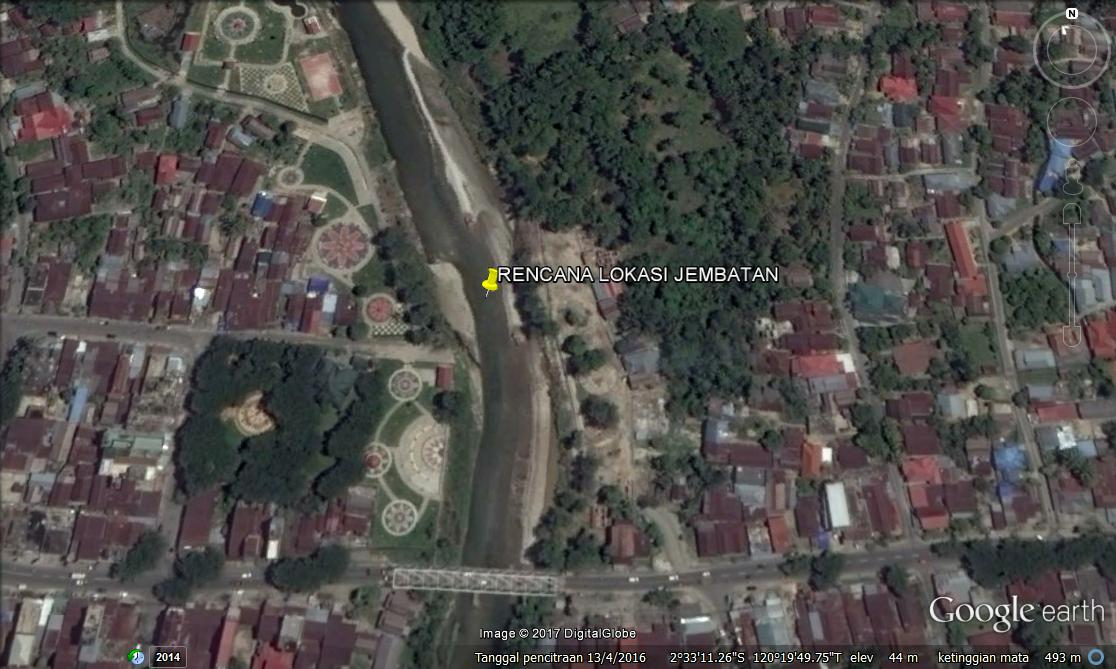 N
RENCANA LOKASI JEMBATAN
Google earth
Image © 2017 DigitalGlobe
2014
Tanggal pencitraan 13/4/2016 2°33'11.26"S 120°19'49.75"T elev 44 m ketinggian mata 493 m